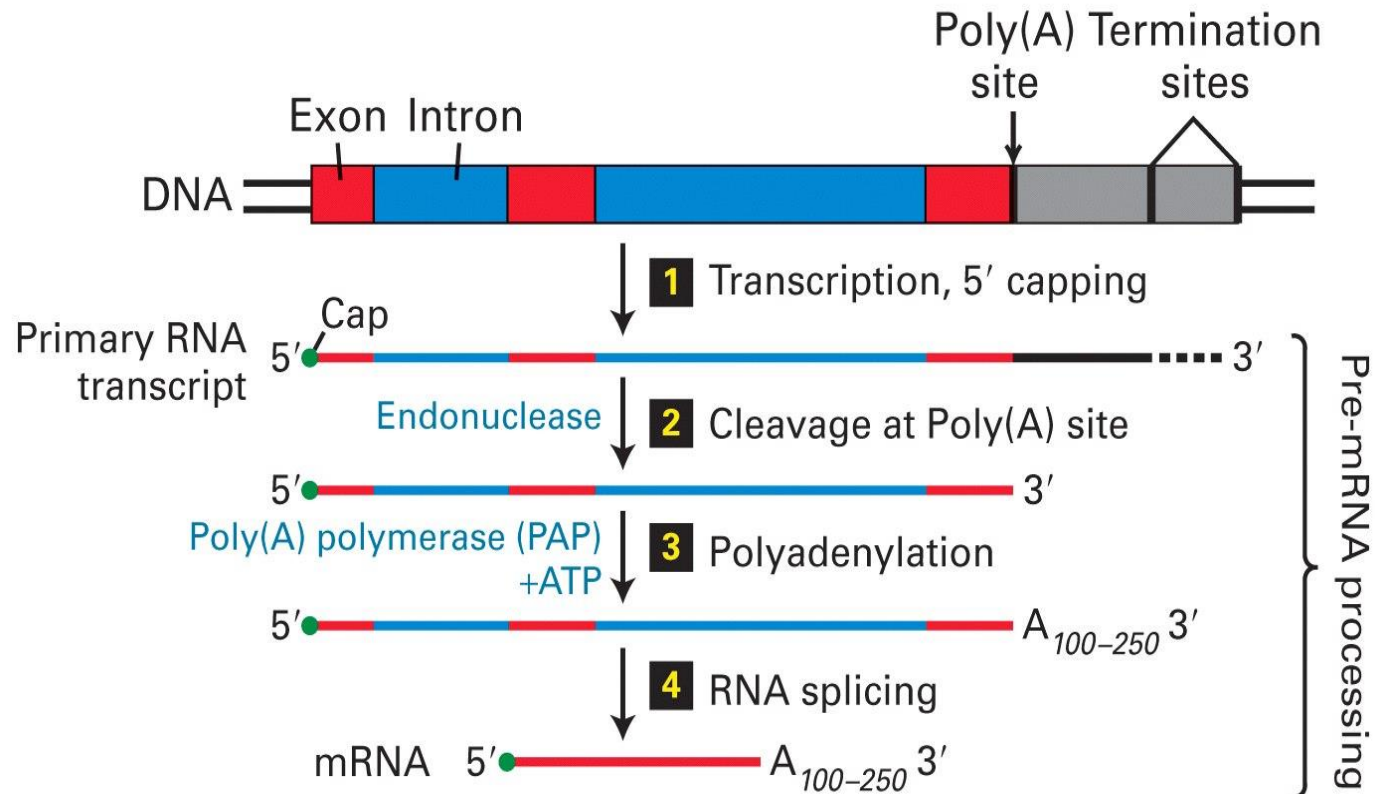 Poly(A) Termination
site sites
Exon Intron
DNA
1 Transcription, 5′ capping
Cap
Primary RNA
transcript
5′ 3′
Endonuclease
2 Cleavage at Poly(A) site
5′ 3′
Poly(A) polymerase (PAP)
+ATP
3 Polyadenylation
5′ A100–250 3′
4 RNA splicing
mRNA 5′ A100–250 3′
Pre-mRNA processing